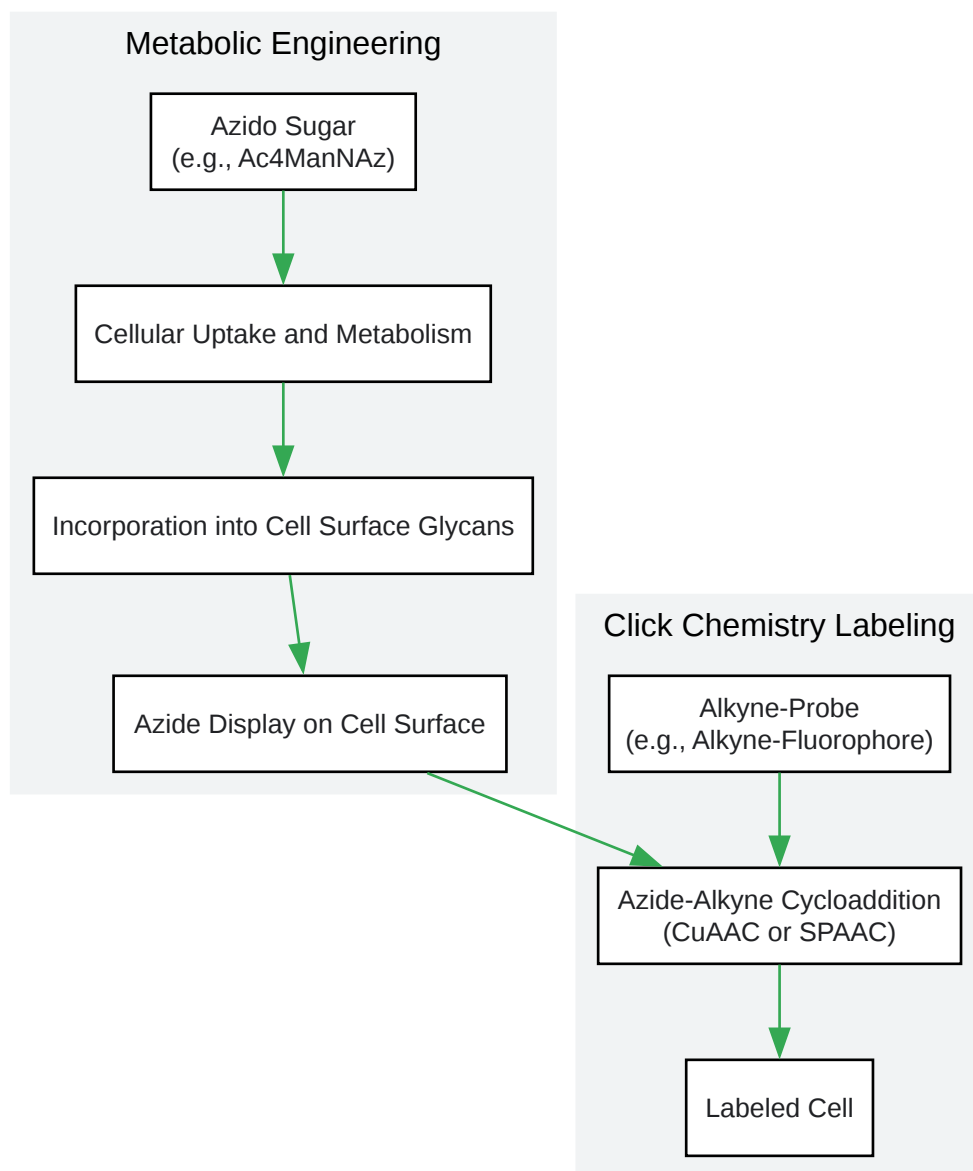 Metabolic Engineering
Azido Sugar
(e.g., Ac4ManNAz)
Cellular Uptake and Metabolism
Incorporation into Cell Surface Glycans
Azide Display on Cell Surface
Click Chemistry Labeling
Alkyne-Probe
(e.g., Alkyne-Fluorophore)
Azide-Alkyne Cycloaddition
(CuAAC or SPAAC)
Labeled Cell